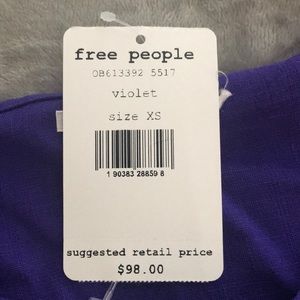 free people
OB613392 5517
violet
size XS
1 90383 28859 8
suggested retail price
$98.00